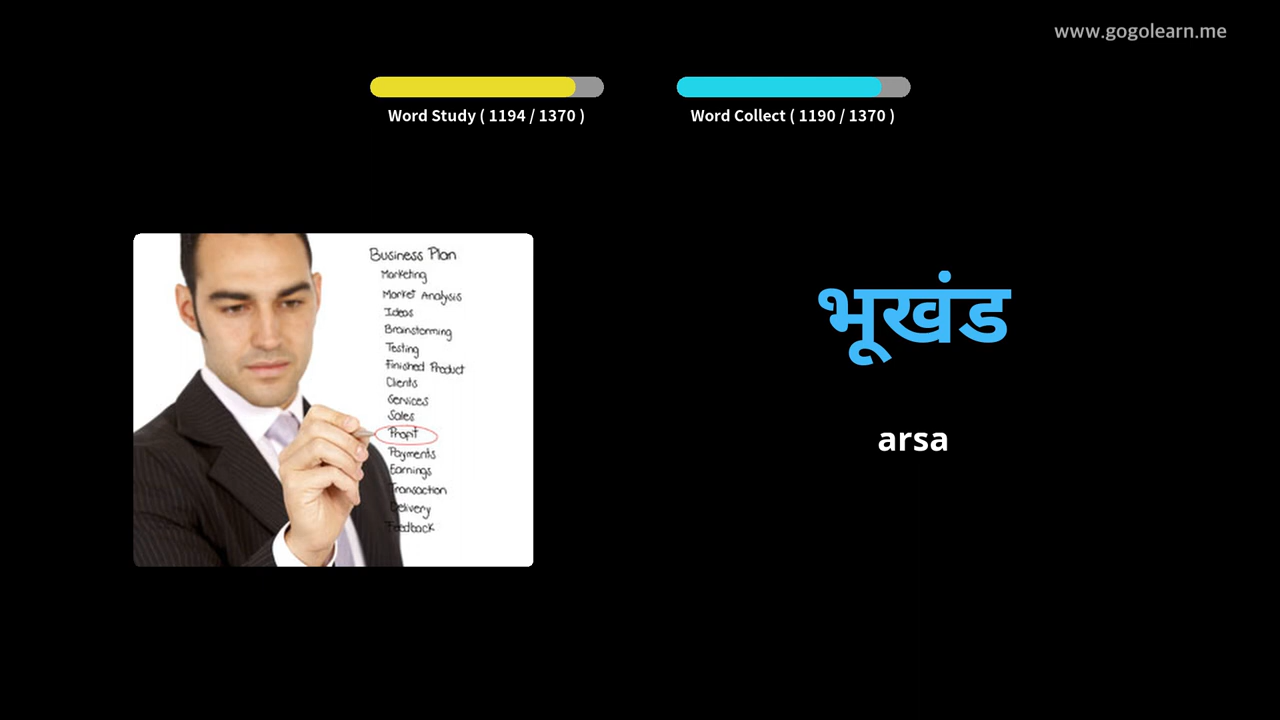 www.gogolearn.me
Word Study ( 1194 / 1370 )
Word Collect ( 1190 / 1370 )
Business Plan
Marketing
Market Analysis
Ideas
Brainstorming
Testing
Finished Product
Clients
Services
Sales
Profit
Payments
Earnings
Transaction
Delivery
Feedback
भूखंड
arsa